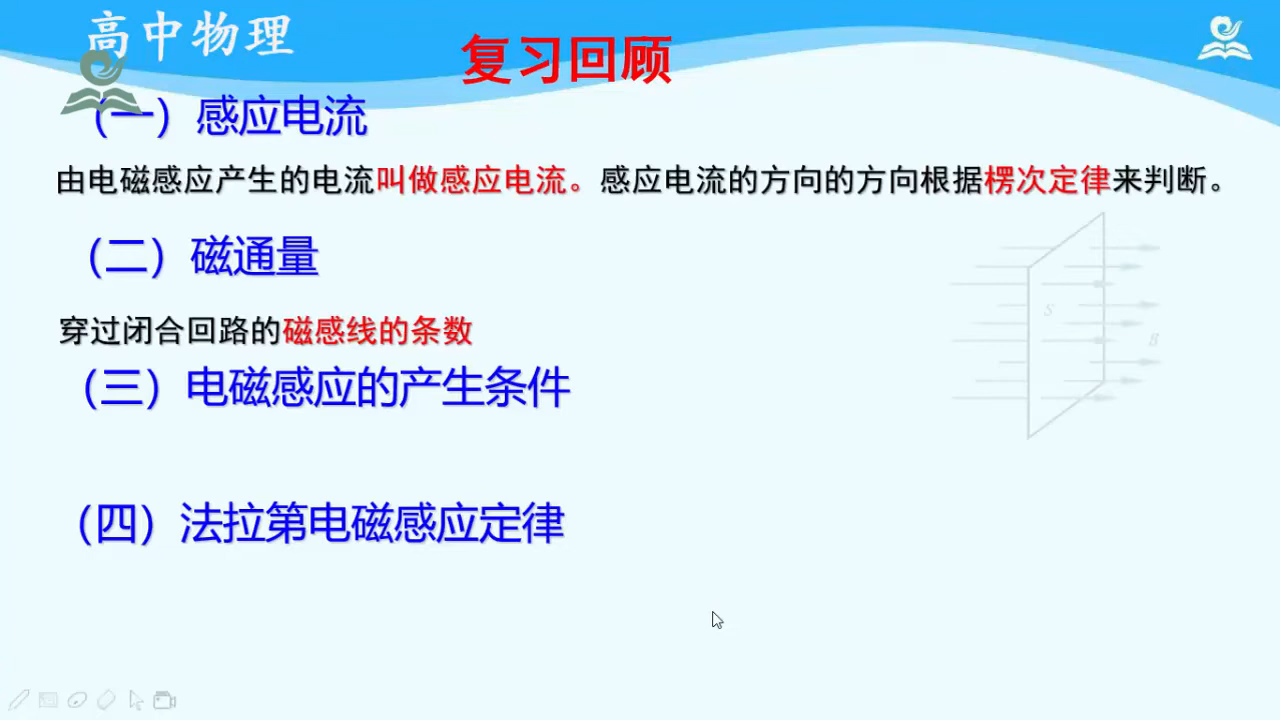 高中物理
复习回顾
（一）感应电流
由电磁感应产生的电流叫做感应电流。感应电流的方向的方向根据楞次定律来判断。
（二）磁通量
S
B
穿过闭合回路的磁感线的条数
（三）电磁感应的产生条件
（四）法拉第电磁感应定律